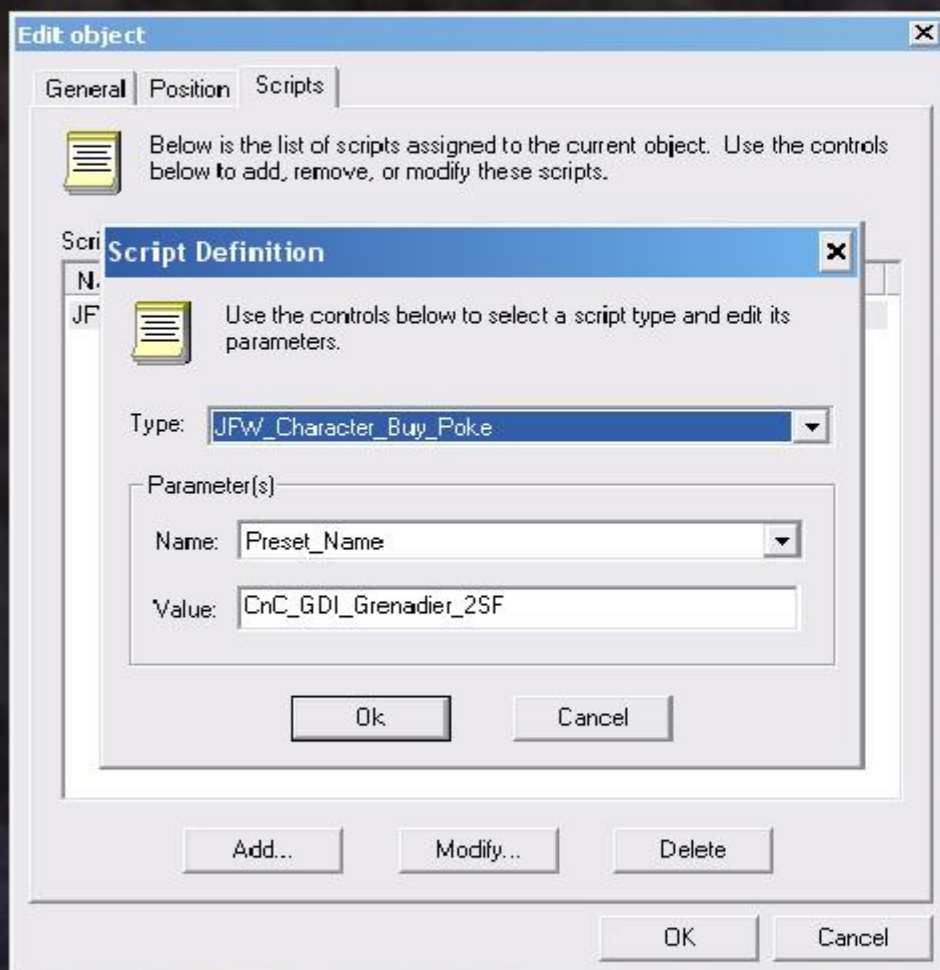 Edit object
General Position Scripts
Below is the list of scripts assigned to the current object. Use the controls
below to add, remove, or modify these scripts.
Script Definition
Use the controls below to select a script type and edit its
parameters.
Type: JFW_Character_Buy_Poke
Parameter(s)
Name: Preset_Name
Value: CnC_GDI_Grenadier_2SF
Ok Cancel
Add... Modify... Delete
OK Cancel